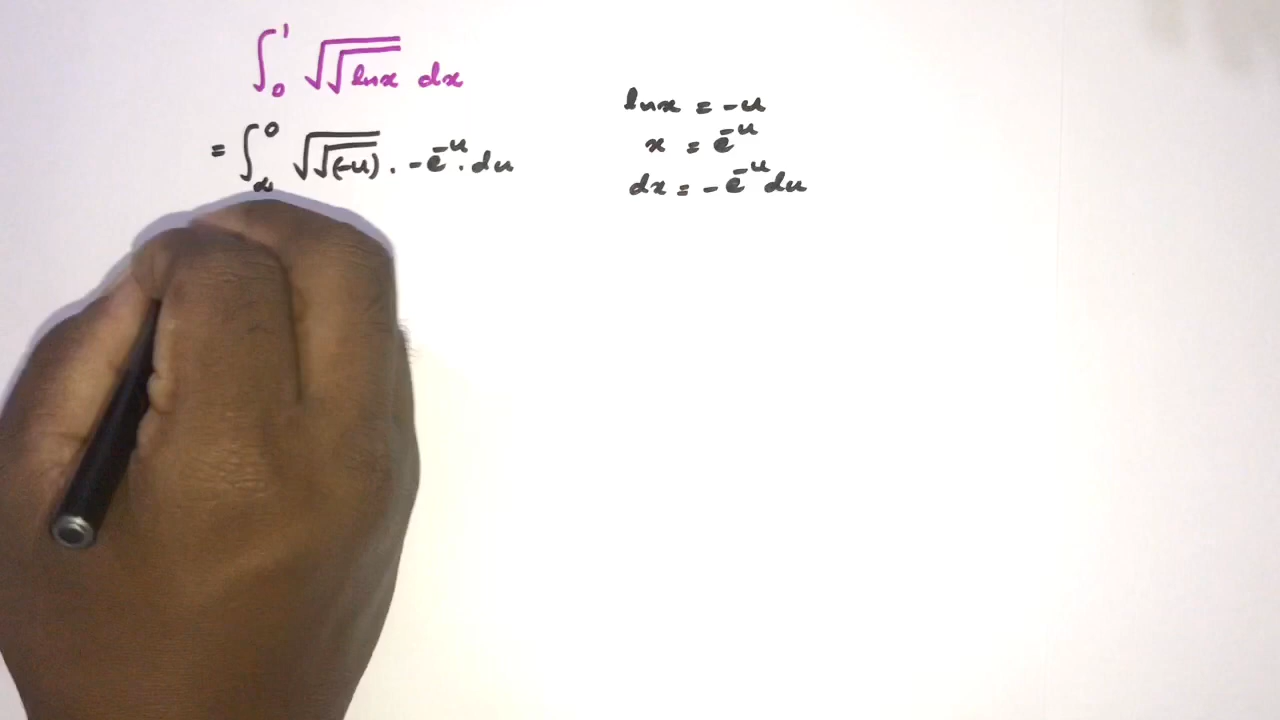 ∫₀¹ √√ln x dx
= ∫_∞^0 √√(-u) . -e^-u . du
ln x = -u
x = e^-u
dx = -e^-u du